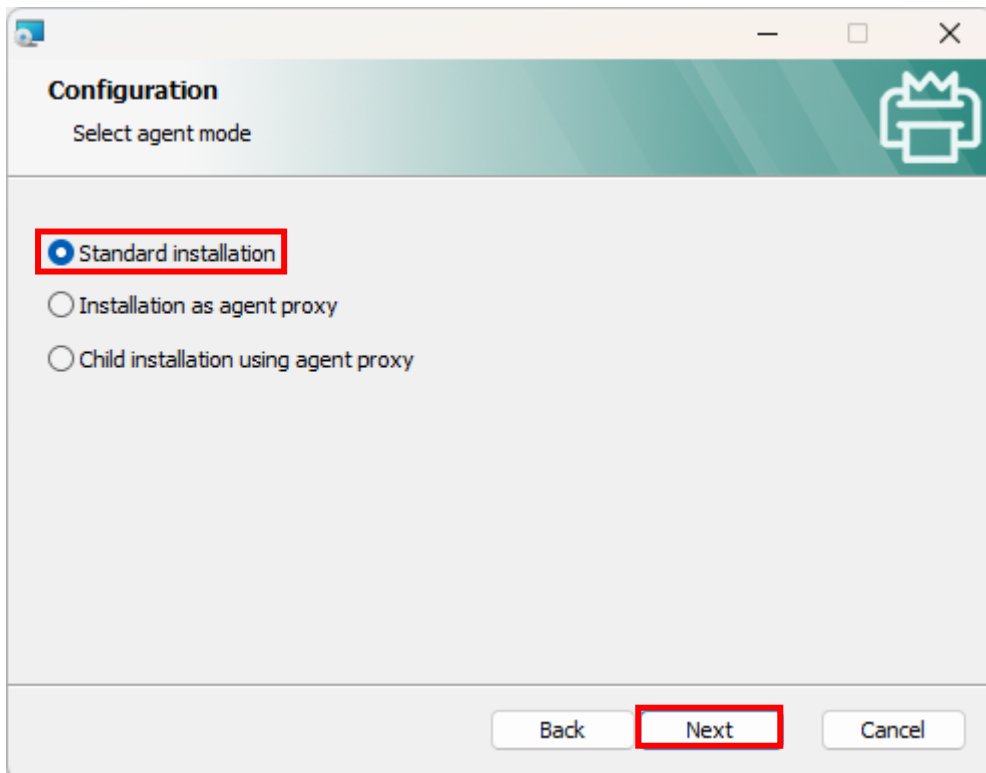 Configuration
Select agent mode
Standard installation
Installation as agent proxy
Child installation using agent proxy
Back Next Cancel